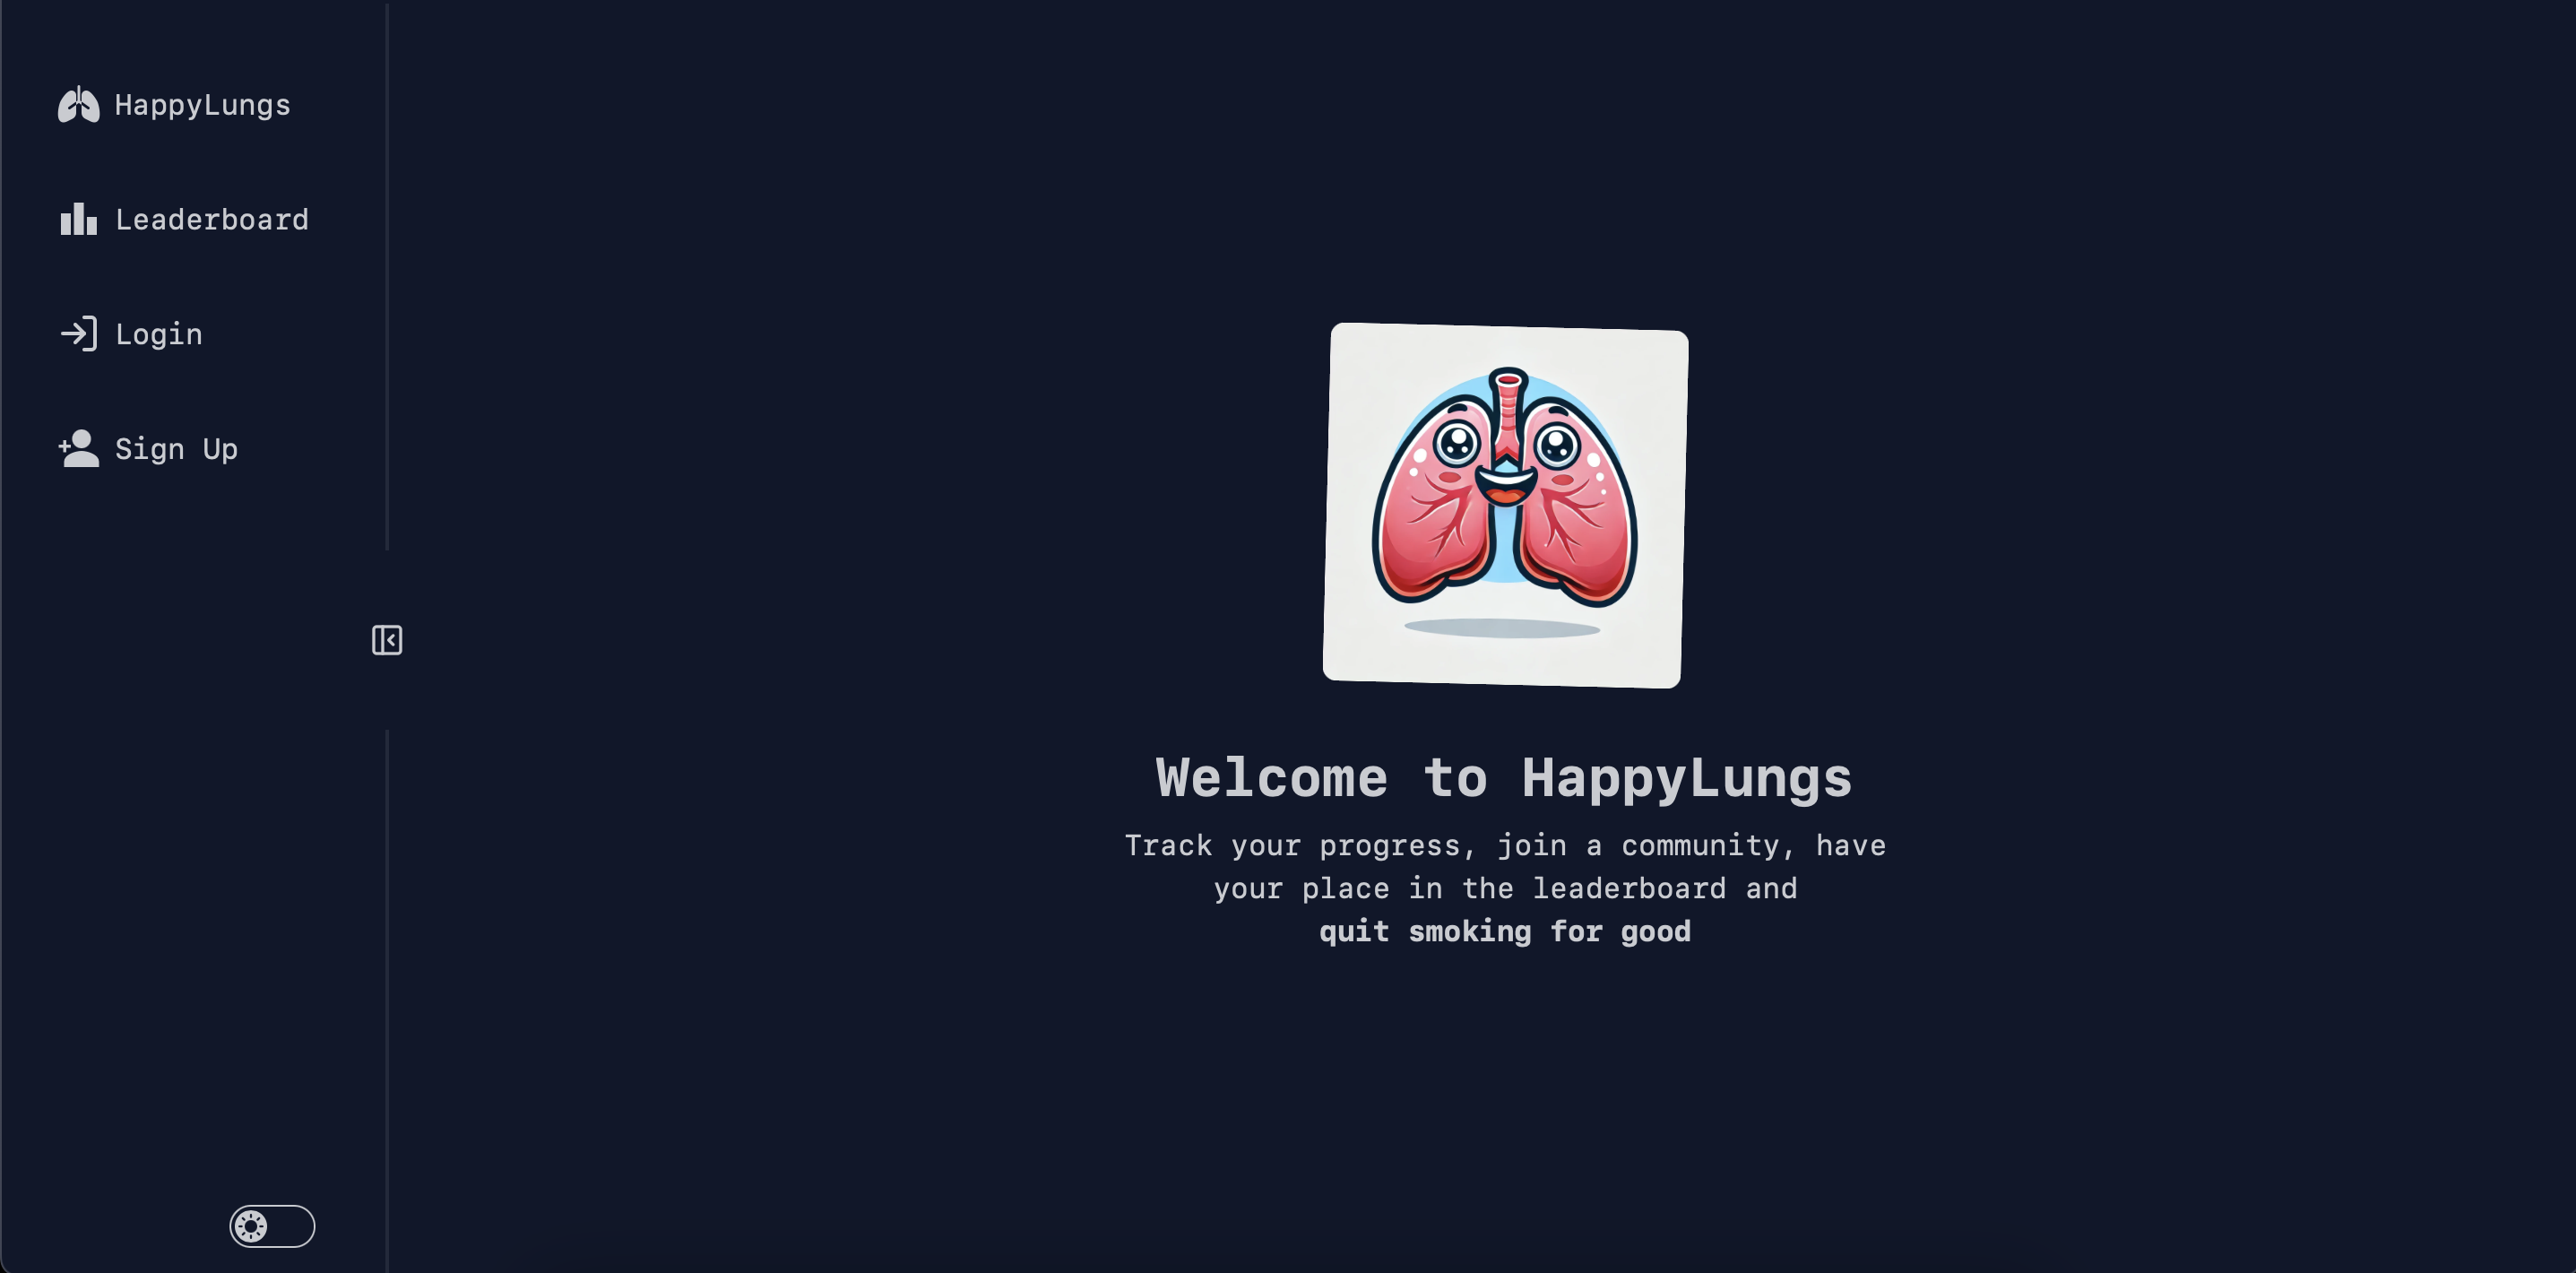 HappyLungs
Leaderboard
Login
Sign Up
Welcome to HappyLungs
Track your progress, join a community, have
your place in the leaderboard and
quit smoking for good